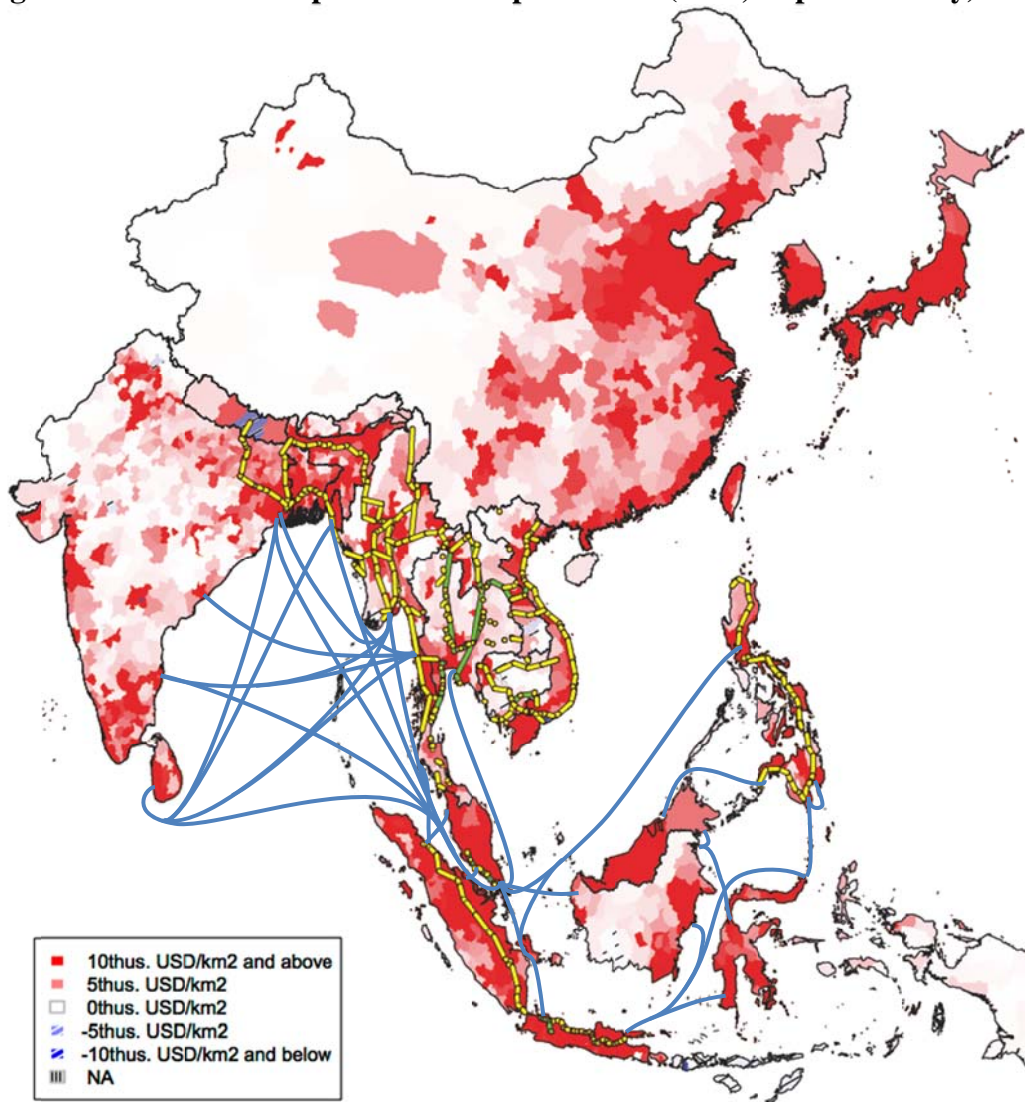 10thus. USD/km2 and above
5thus. USD/km2
0thus. USD/km2
-5thus. USD/km2
-10thus. USD/km2 and below
NA